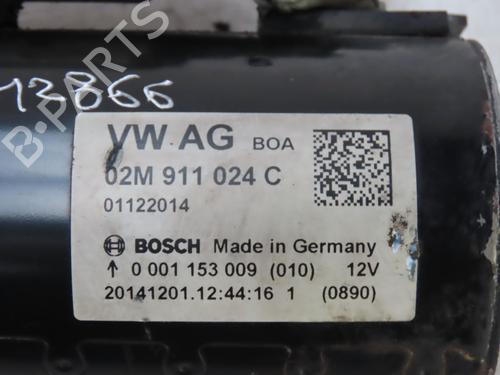 13866
B-PARTS
VW AG BOA
02M 911 024 C
01122014
BOSCH Made in Germany
↑ 0 001 153 009 (010) 12V
20141201.12:44:16 1 (0890)